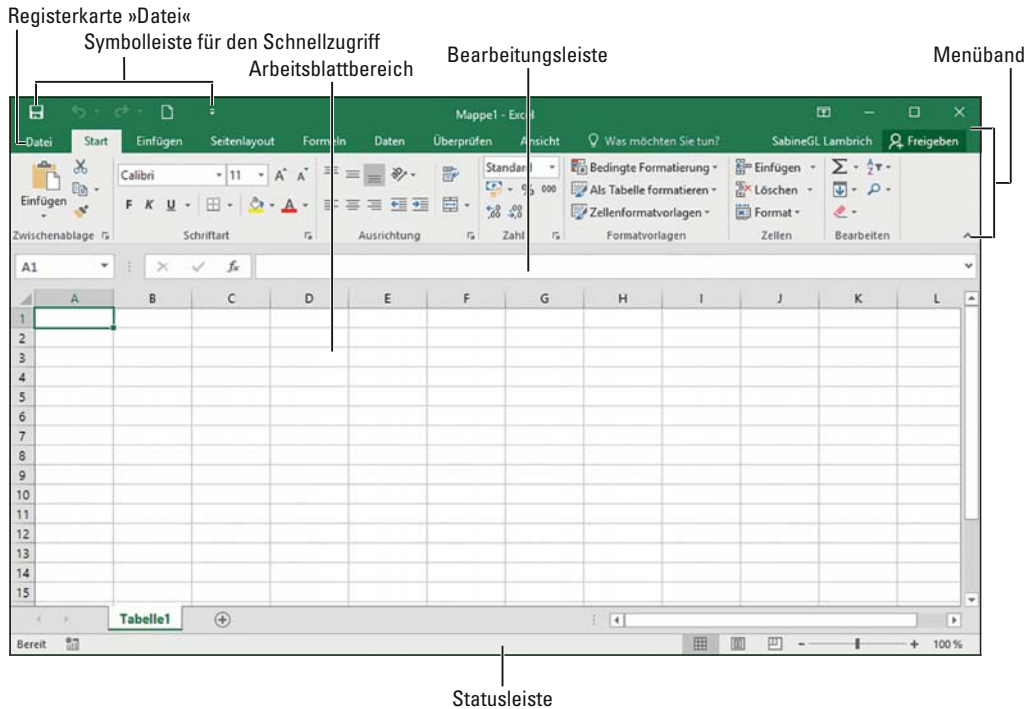 Registerkarte »Datei«
Symbolleiste für den Schnellzugriff
Arbeitsblattbereich
Bearbeitungsleiste
Menüband
Mappe1 - Excel
Datei Start Einfügen Seitenlayout Formeln Daten Überprüfen Ansicht Was möchten Sie tun? SabineGL Lambrich Freigeben
Einfügen
Zwischenablage
Calibri 11
F K U
Schriftart
Ausrichtung
Standard
% 000
Zahl
Bedingte Formatierung
Als Tabelle formatieren
Zellenformatvorlagen
Formatvorlagen
Einfügen
Löschen
Format
Zellen
Bearbeiten
A1 fx
A B C D E F G H I J K L
1
2
3
4
5
6
7
8
9
10
11
12
13
14
15
Tabelle1
Bereit 100 %
Statusleiste